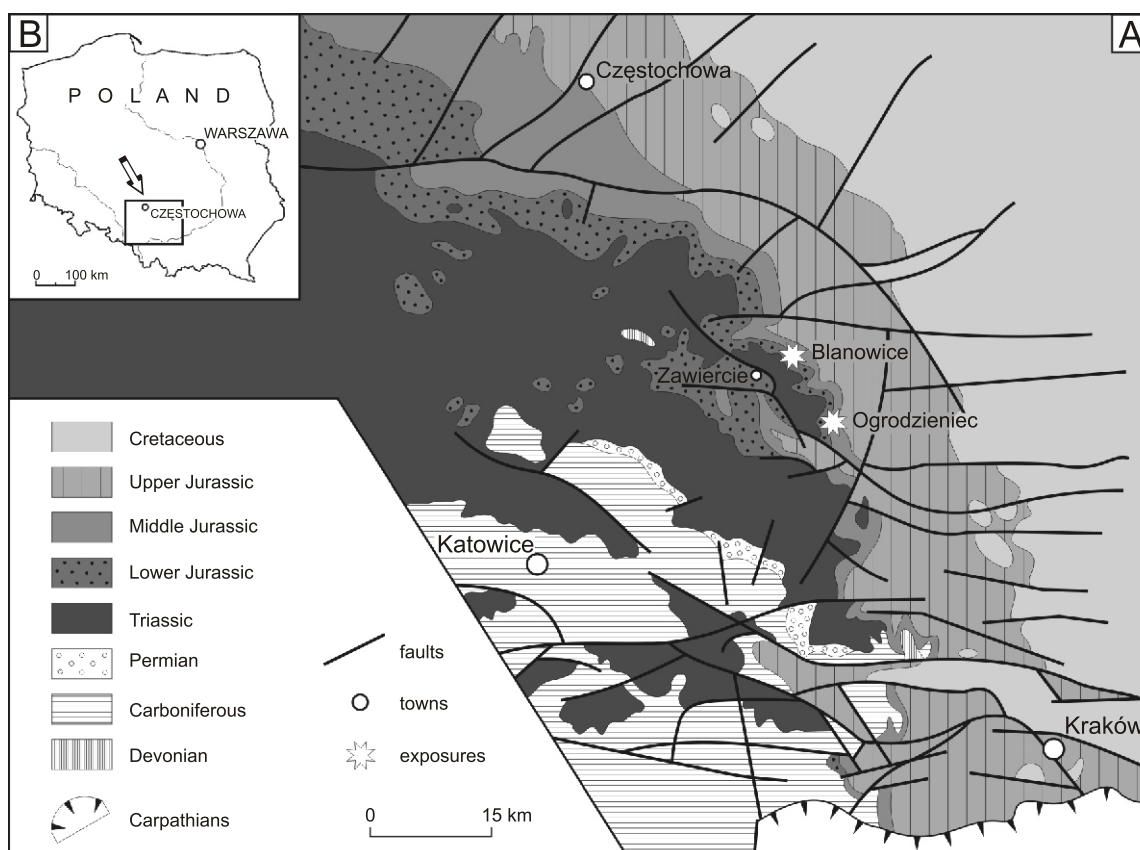 B
A
POLAND
WARSZAWA
CZĘSTOCHOWA
0 100 km
Częstochowa
Blanowice
Zawiercie
Ogrodzieniec
Katowice
Kraków
Cretaceous
Upper Jurassic
Middle Jurassic
Lower Jurassic
Triassic
Permian
Carboniferous
Devonian
Carpathians
faults
towns
exposures
0 15 km